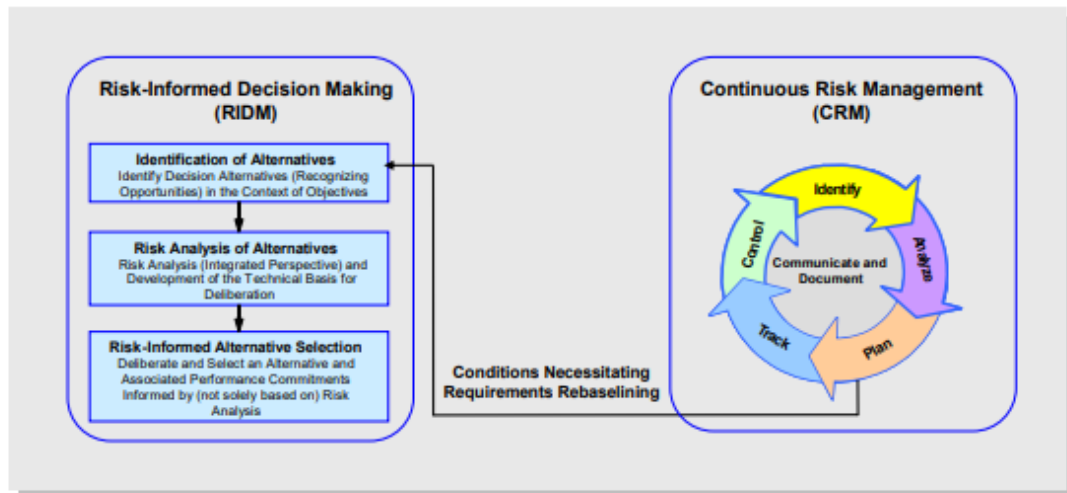 Risk-Informed Decision Making
(RIDM)
Identification of Alternatives
Identify Decision Alternatives (Recognizing
Opportunities) in the Context of Objectives
Risk Analysis of Alternatives
Risk Analysis (Integrated Perspective) and
Development of the Technical Basis for
Deliberation
Risk-Informed Alternative Selection
Deliberate and Select an Alternative and
Associated Performance Commitments
Informed by (not solely based on) Risk
Analysis
Conditions Necessitating
Requirements Rebaselining
Continuous Risk Management
(CRM)
Identify
Analyze
Plan
Track
Control
Communicate and
Document